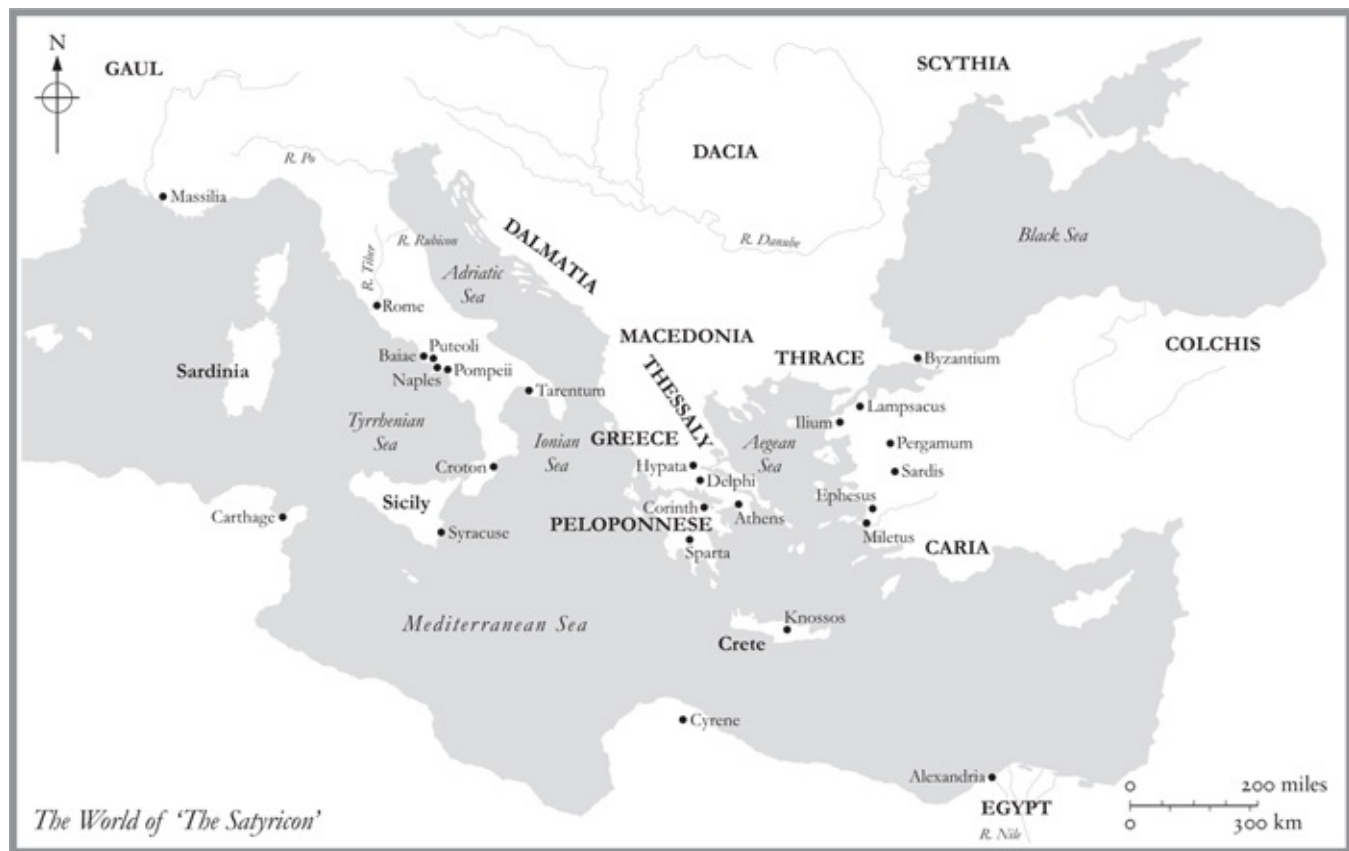 N
GAUL
SCYTHIA
DACIA
R. Po
Massilia
R. Danube
Black Sea
R. Rubicon
R. Tiber
Adriatic
Sea
DALMATIA
Rome
MACEDONIA
COLCHIS
Baiae
Puteoli
Naples
Pompeii
Sardinia
THRACE
Byzantium
THESSALY
Tarentum
Lampsacus
Ilium
Tyrrhenian
Sea
Ionian
Sea
GREECE
Aegean
Sea
Pergamum
Croton
Hypata
Delphi
Sardis
Sicily
Carthage
Syracuse
Corinth
Athens
Ephesus
PELOPONNESE
Sparta
Miletus
CARIA
Mediterranean Sea
Knossos
Crete
Cyrene
Alexandria
EGYPT
R. Nile
0 200 miles
0 300 km
The World of ‘The Satyricon’